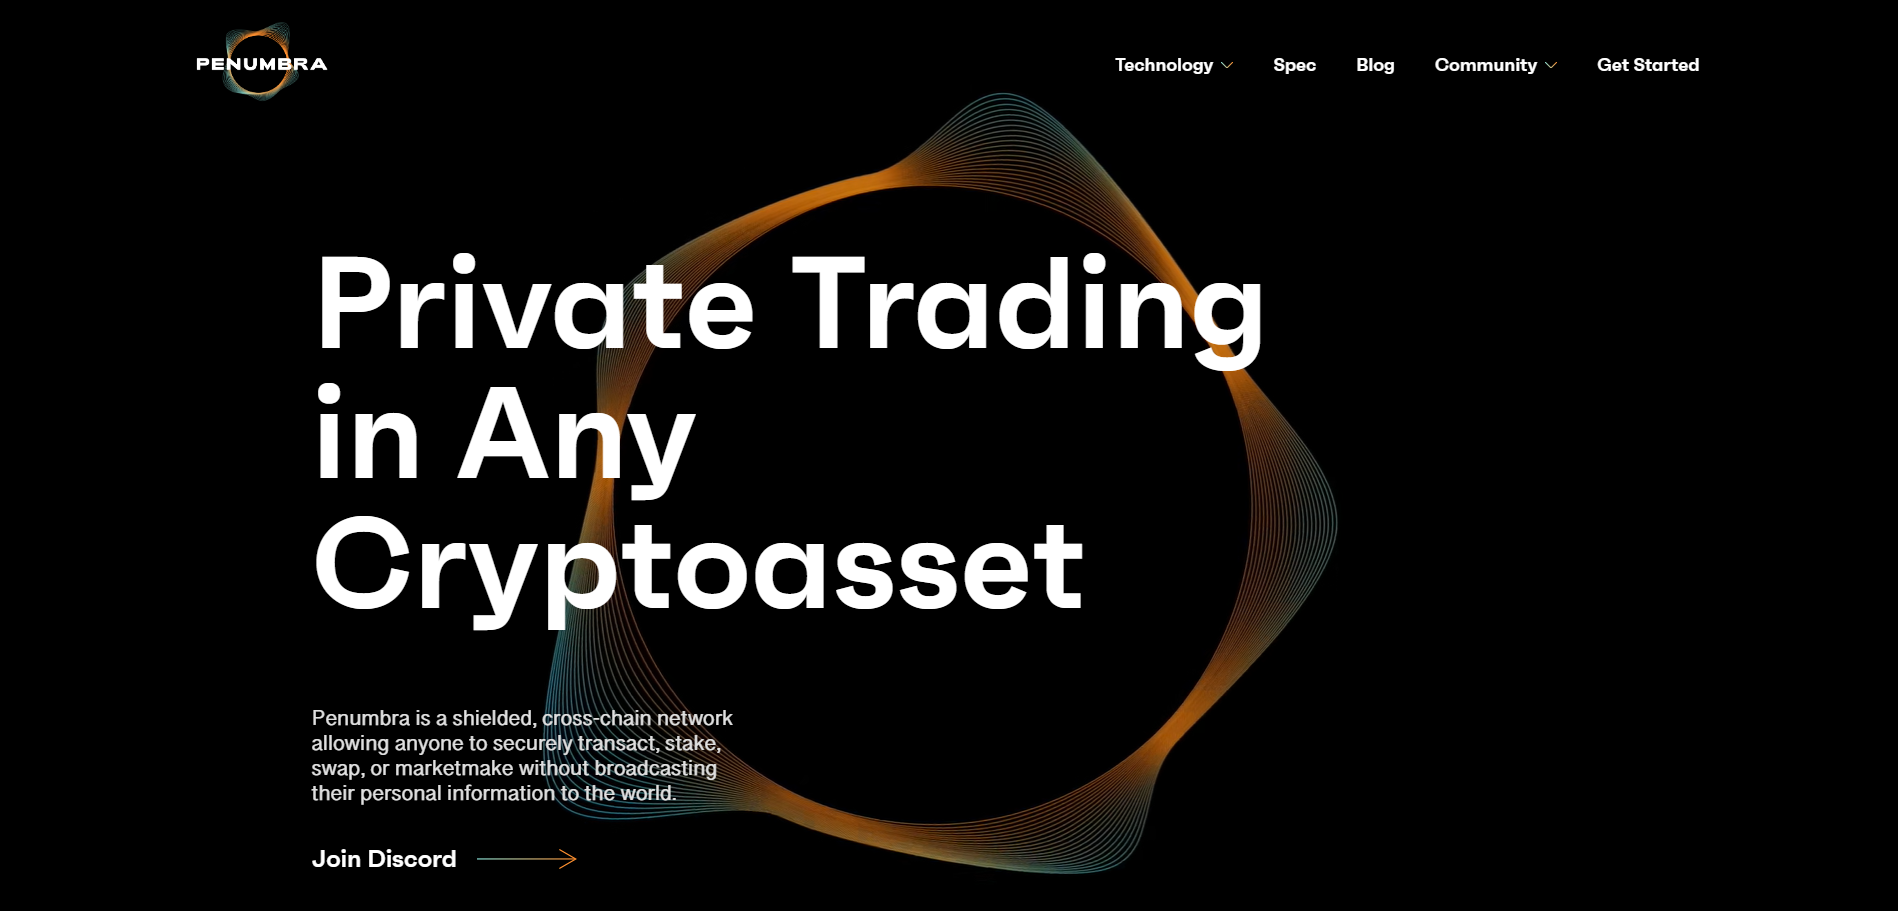 PENUMBRA
Technology
Spec
Blog
Community
Get Started
Private Trading
in Any
Cryptoasset
Penumbra is a shielded, cross-chain network
allowing anyone to securely transact, stake,
swap, or marketmake without broadcasting
their personal information to the world.
Join Discord